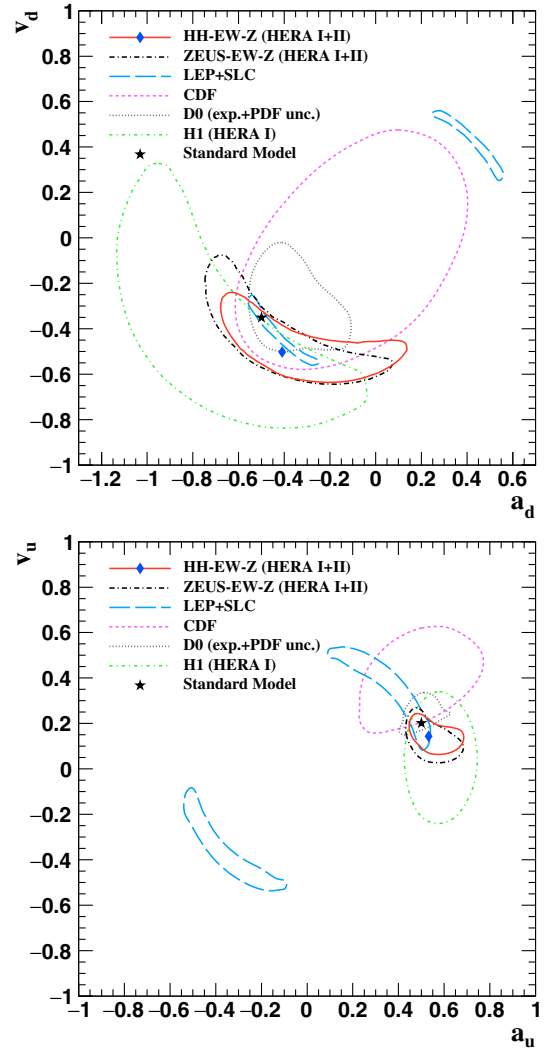 v_d
1
0.8
0.6
0.4
0.2
0
−0.2
−0.4
−0.6
−0.8
−1
HH-EW-Z (HERA I+II)
ZEUS-EW-Z (HERA I+II)
LEP+SLC
CDF
D0 (exp.+PDF unc.)
H1 (HERA I)
Standard Model
−1.2 −1 −0.8 −0.6 −0.4 −0.2 0 0.2 0.4 0.6
a_d
v_u
1
0.8
0.6
0.4
0.2
0
−0.2
−0.4
−0.6
−0.8
−1
HH-EW-Z (HERA I+II)
ZEUS-EW-Z (HERA I+II)
LEP+SLC
CDF
D0 (exp.+PDF unc.)
H1 (HERA I)
Standard Model
−1 −0.8 −0.6 −0.4 −0.2 0 0.2 0.4 0.6 0.8 1
a_u